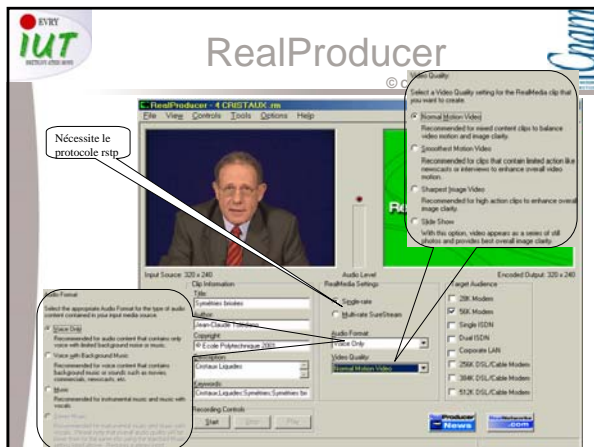 EVRY
IUT
RealProducer
Cnam
Nécessite le
protocole rstp
RealProducer - 4 CRISTAUX .rm
File View Controls Tools Options Help
Video Quality:
Select a Video Quality setting for the RealMedia clip that
you want to create.
Normal Motion Video
Recommended for mixed content clips to balance
video motion and image clarity.
Smoothest Motion Video
Recommended for clips that contain limited action like
newscasts or interviews to enhance overall video
motion.
Sharpest Image Video
Recommended for high action clips to enhance overall
image clarity.
Slide Show
With this option, video appears as a series of still
photos and provides best overall image clarity.
Input Source: 320 x 240
Audio Level
Encoded Output: 320 x 240
Audio Format
Select the appropriate Audio Format for the type of audio
content contained in your input media source.
Voice Only
Recommended for audio content that contains only
voice with limited background noise or music.
Voice with Background Music
Recommended for voice content that contains
background music or sounds such as movies,
commercials, newscasts, etc.
Music
Recommended for instrumental music and music with
vocals.
Stereo Music
Clip Information
Title:
Symétries brisées
Author:
Jean-Claude Tolédano
Copyright:
© Ecole Polytechnique 2001
Description:
Cristaux Liquides
Keywords:
Cristaux,Liquides;Symétries;Symétries bri
Recording Controls
Start Stop Play
RealMedia Settings
Single-rate
Multi-rate SureStream
Audio Format:
Voice Only
Video Quality:
Normal Motion Video
Target Audience
28K Modem
56K Modem
Single ISDN
Dual ISDN
Corporate LAN
256K DSL/Cable Modem
384K DSL/Cable Modem
512K DSL/Cable Modem
RealProducer
News
RealNetworks
.com